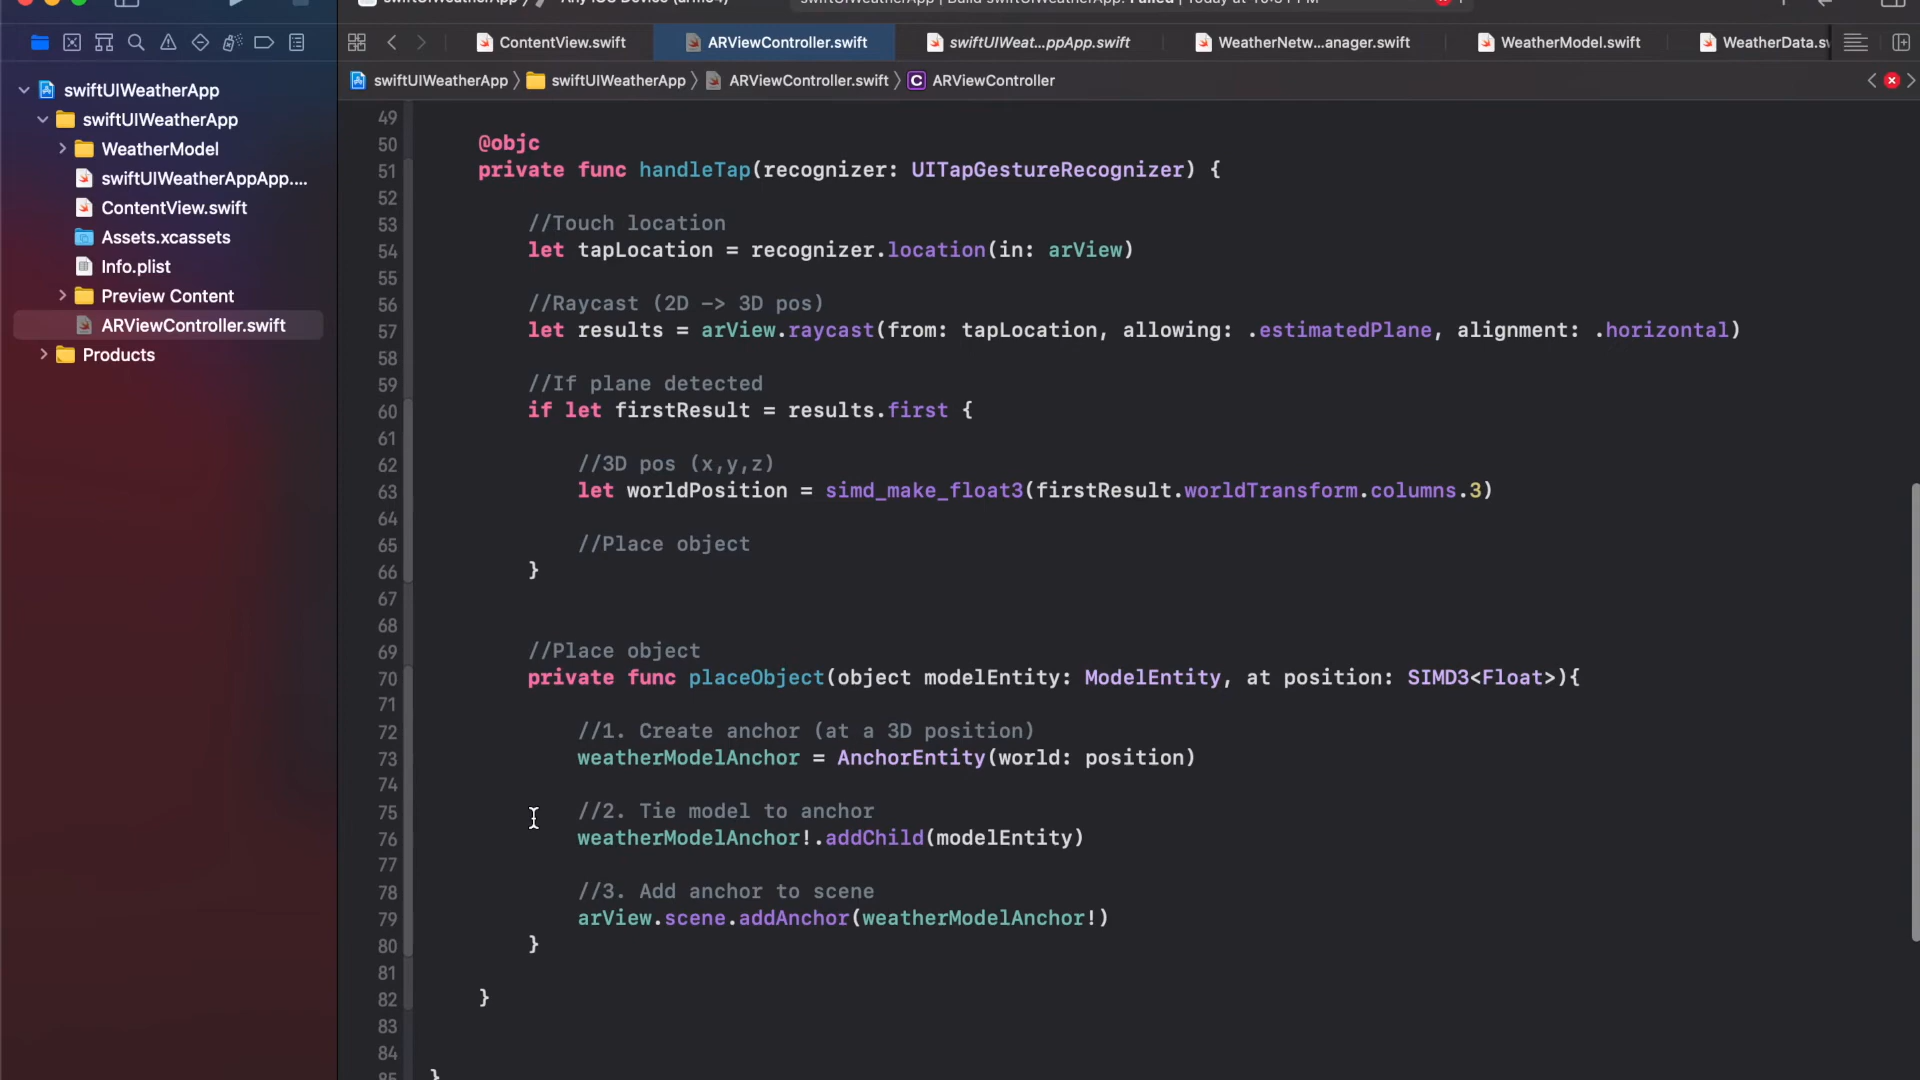 ContentView.swift
ARViewController.swift
swiftUIWeat...ppApp.swift
WeatherNetw...anager.swift
WeatherModel.swift
swiftUIWeatherApp
swiftUIWeatherApp
ARViewController.swift
ARViewController
swiftUIWeatherApp
swiftUIWeatherApp
WeatherModel
swiftUIWeatherAppApp....
ContentView.swift
Assets.xcassets
Info.plist
Preview Content
ARViewController.swift
Products
49
50 @objc
51 private func handleTap(recognizer: UITapGestureRecognizer) {
52
53 //Touch location
54 let tapLocation = recognizer.location(in: arView)
55
56 //Raycast (2D -> 3D pos)
57 let results = arView.raycast(from: tapLocation, allowing: .estimatedPlane, alignment: .horizontal)
58
59 //If plane detected
60 if let firstResult = results.first {
61
62 //3D pos (x,y,z)
63 let worldPosition = simd_make_float3(firstResult.worldTransform.columns.3)
64
65 //Place object
66 }
67
68
69 //Place object
70 private func placeObject(object modelEntity: ModelEntity, at position: SIMD3<Float>){
71
72 //1. Create anchor (at a 3D position)
73 weatherModelAnchor = AnchorEntity(world: position)
74
75 //2. Tie model to anchor
76 weatherModelAnchor!.addChild(modelEntity)
77
78 //3. Add anchor to scene
79 arView.scene.addAnchor(weatherModelAnchor!)
80 }
81
82 }
83
84
}